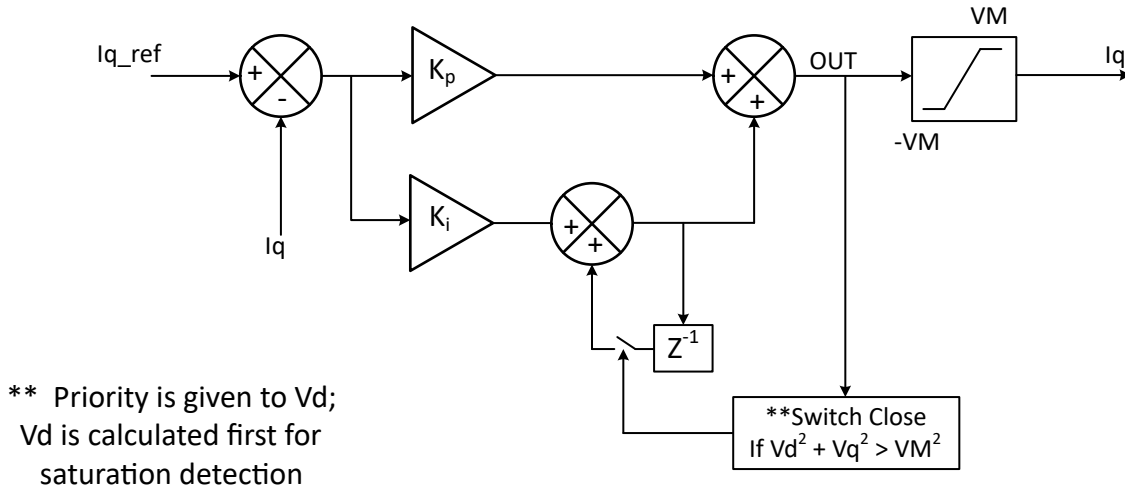 VM
Iq_ref
+
-
Kp
+
+
OUT
Iq
-VM
Ki
+
+
Iq
Z⁻¹
** Priority is given to Vd;
Vd is calculated first for
saturation detection
**Switch Close
If Vd² + Vq² > VM²